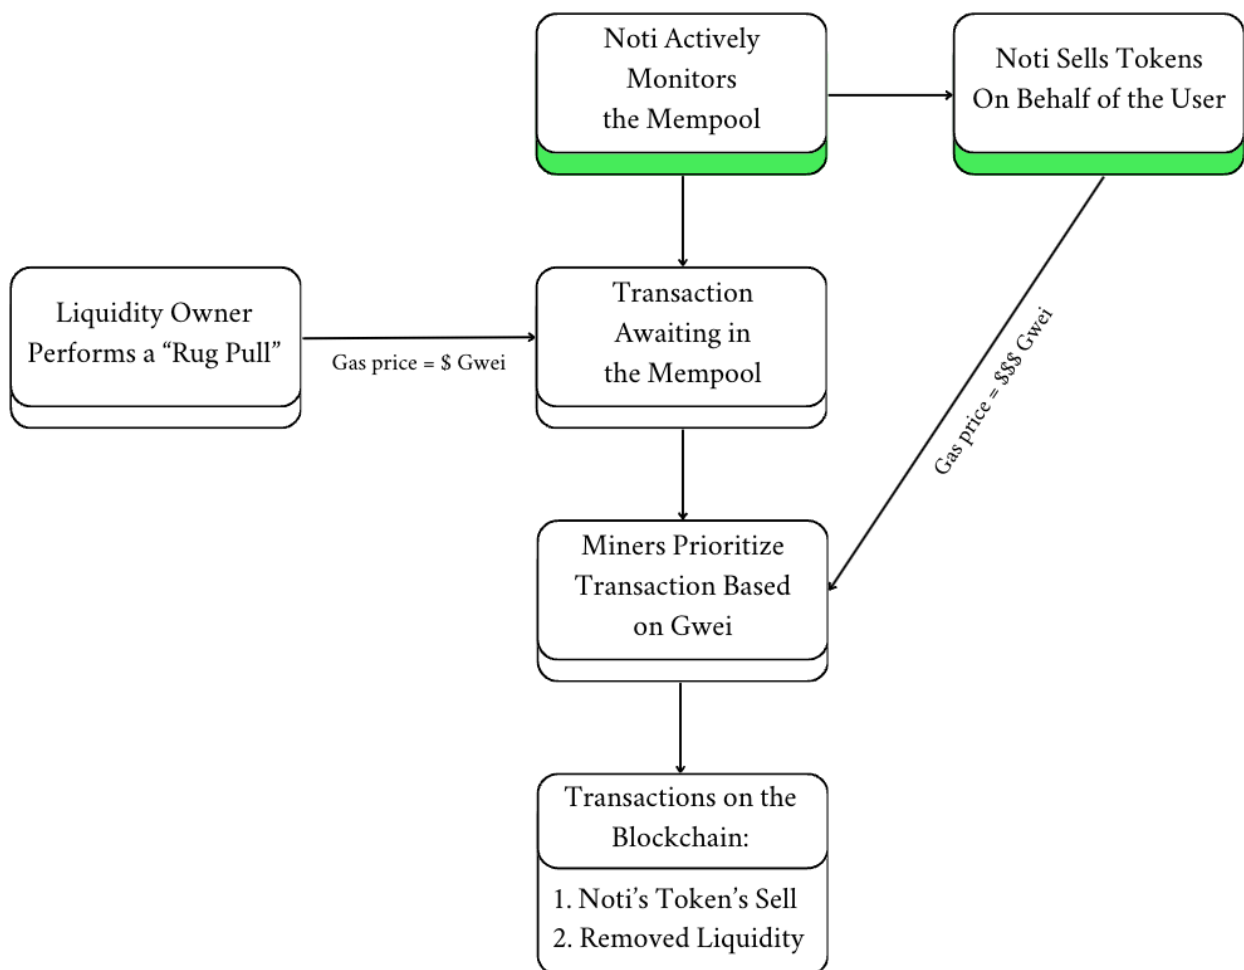 Noti Actively
Monitors
the Mempool
Noti Sells Tokens
On Behalf of the User
Liquidity Owner
Performs a “Rug Pull”
Gas price = $ Gwei
Transaction
Awaiting in
the Mempool
Gas price = $$$ Gwei
Miners Prioritize
Transaction Based
on Gwei
Transactions on the
Blockchain:
1. Noti’s Token’s Sell
2. Removed Liquidity